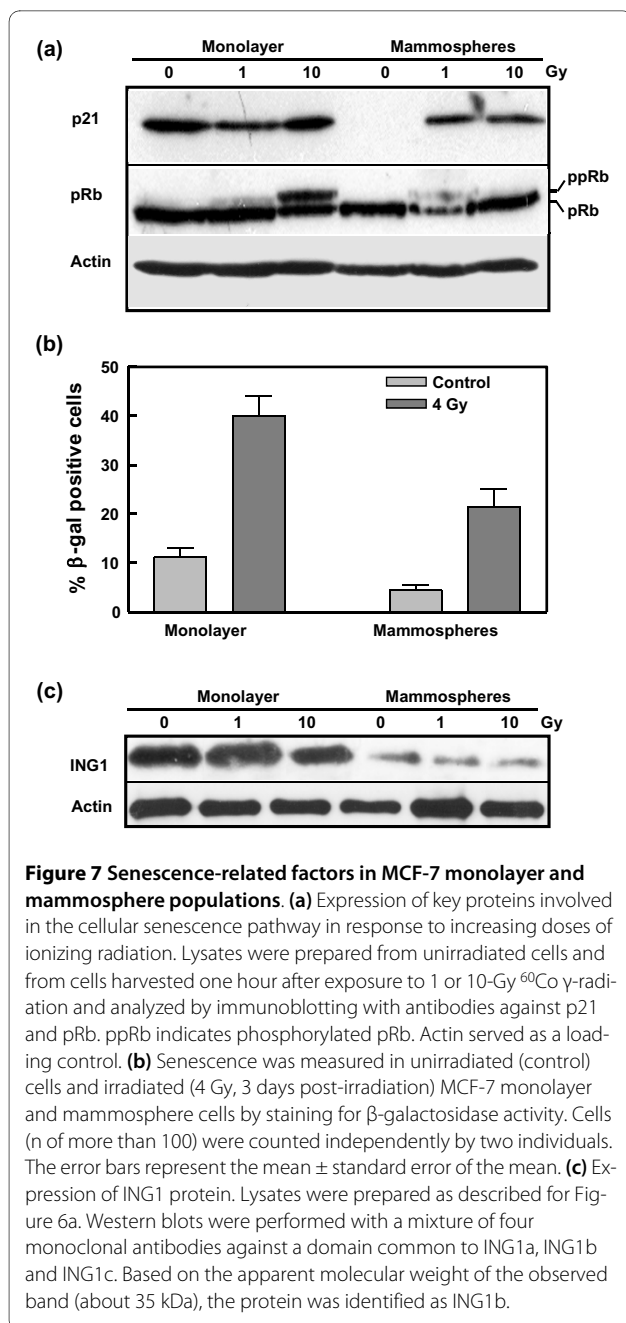 (a)
Monolayer Mammospheres
0 1 10 0 1 10 Gy
p21
pRb
ppRb
pRb
Actin
(b)
50
40
30
20
10
0
% β-gal positive cells
Control
4 Gy
Monolayer Mammospheres
(c)
Monolayer Mammospheres
0 1 10 0 1 10 Gy
ING1
Actin
Figure 7 Senescence-related factors in MCF-7 monolayer and
mammosphere populations. (a) Expression of key proteins involved
in the cellular senescence pathway in response to increasing doses of
ionizing radiation. Lysates were prepared from unirradiated cells and
from cells harvested one hour after exposure to 1 or 10-Gy ⁶⁰Co γ-radi-
ation and analyzed by immunoblotting with antibodies against p21
and pRb. ppRb indicates phosphorylated pRb. Actin served as a load-
ing control. (b) Senescence was measured in unirradiated (control)
cells and irradiated (4 Gy, 3 days post-irradiation) MCF-7 monolayer
and mammosphere cells by staining for β-galactosidase activity. Cells
(n of more than 100) were counted independently by two individuals.
The error bars represent the mean ± standard error of the mean. (c) Ex-
pression of ING1 protein. Lysates were prepared as described for Fig-
ure 6a. Western blots were performed with a mixture of four
monoclonal antibodies against a domain common to ING1a, ING1b
and ING1c. Based on the apparent molecular weight of the observed
band (about 35 kDa), the protein was identified as ING1b.